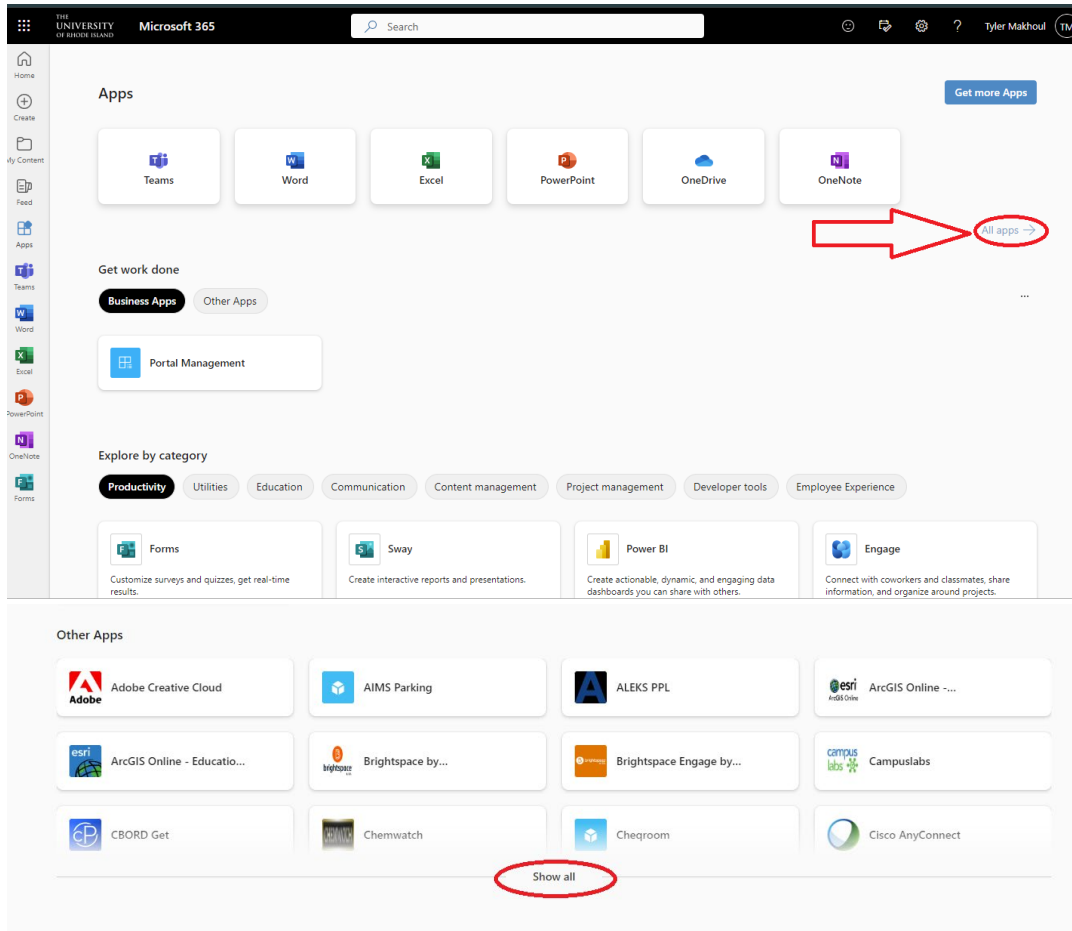 THE
UNIVERSITY
OF RHODE ISLAND
Microsoft 365
Search
?
Tyler Makhoul
TM
Home
Create
My Content
Feed
Apps
Teams
Word
Excel
PowerPoint
OneNote
Forms
Apps
Get more Apps
Teams
Word
Excel
PowerPoint
OneDrive
OneNote
All apps →
Get work done
Business Apps
Other Apps
...
Portal Management
Explore by category
Productivity
Utilities
Education
Communication
Content management
Project management
Developer tools
Employee Experience
Forms
Customize surveys and quizzes, get real-time
results.
Sway
Create interactive reports and presentations.
Power BI
Create actionable, dynamic, and engaging data
dashboards you can share with others.
Engage
Connect with coworkers and classmates, share
information, and organize around projects.
Other Apps
Adobe
Adobe Creative Cloud
AIMS Parking
ALEKS PPL
esri
ArcGIS Online
ArcGIS Online -...
esri
ArcGIS Online - Educatio...
brightspace
Brightspace by...
Brightspace Engage by...
campus
labs
Campuslabs
CP
CBORD Get
CHEMWATCH
Chemwatch
Cheqroom
Cisco AnyConnect
Show all